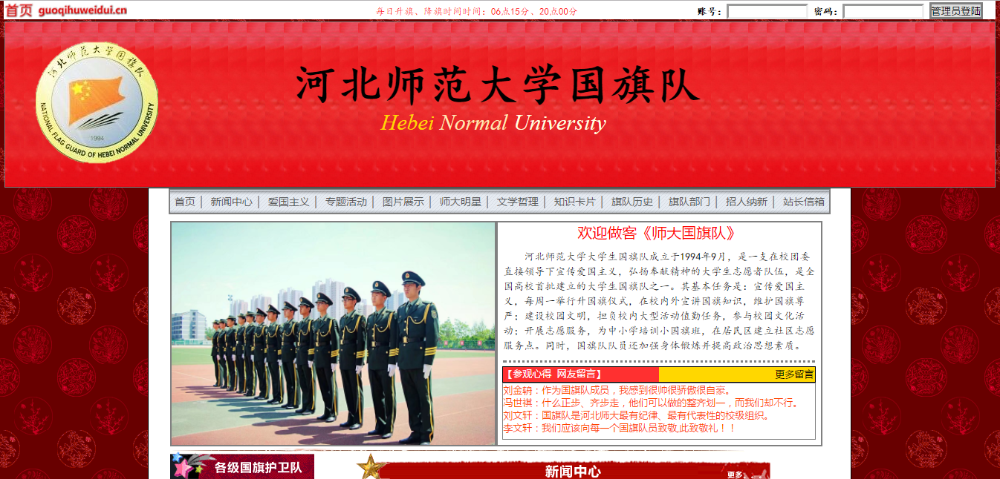 首页 guoqihuweidui.cn
每日升旗、降旗时间时间：06点15分、20点00分
账号：
密码：
管理员登陆
河北师范大学国旗队
NATIONAL FLAG GUARD OF HEBEI NORMAL UNIVERSITY
1994
河北师范大学国旗队
Hebei Normal University
首页 │ 新闻中心 │ 爱国主义 │ 专题活动 │ 图片展示 │ 师大明星 │ 文学哲理 │ 知识卡片 │ 旗队历史 │ 旗队部门 │ 招人纳新 │ 站长信箱
欢迎做客《师大国旗队》
河北师范大学大学生国旗队成立于1994年9月，是一支在校团委
直接领导下宣传爱国主义，弘扬奉献精神的大学生志愿者队伍，是全
国高校首批建立的大学生国旗队之一。其基本任务是：宣传爱国主
义，每周一举行升国旗仪式，在校内外宣讲国旗知识，维护国旗尊
严；建设校园文明，担负校内大型活动值勤任务，参与校园文化活
动；开展志愿服务，为中小学培训小国旗班，在居民区建立社区志愿
服务点。同时，国旗队队员还加强身体锻炼并提高政治思想素质。
【参观心得 网友留言】
更多留言
刘金钠：作为国旗队成员，我感到很帅很骄傲很自豪。
冯世祺：什么正步、齐步走，他们可以做的整齐划一，而我们却不行。
刘文轩：国旗队是河北师大最有纪律、最有代表性的校级组织。
李文轩：我们应该向每一个国旗队员致敬,此致敬礼！！
各级国旗护卫队
新闻中心
更多